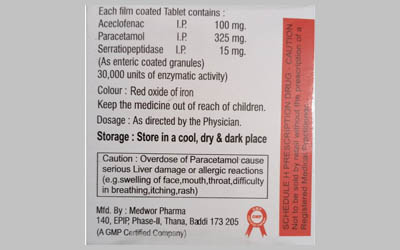 Each film coated Tablet contains :
Aceclofenac I.P. 100 mg.
Paracetamol I.P. 325 mg.
Serratiopeptidase I.P. 15 mg.
(As enteric coated granules)
30,000 units of enzymatic activity)
Colour : Red oxide of iron
Keep the medicine out of reach of children.
Dosage : As directed by the Physician.
Storage : Store in a cool, dry & dark place
Caution : Overdose of Paracetamol cause
serious Liver damage or allergic reactions
(e.g.swelling of face,mouth,throat,difficulty
in breathing,itching,rash)
Mfd. By : Medwor Pharma
140, EPIP, Phase-II, Thana, Baddi 173 205
(A GMP Certified Company)
GMP
SCHEDULE H PRESCRIPTION DRUG - CAUTION
Not to be sold by retail without the prescription of a
Registered Medical Practitioner